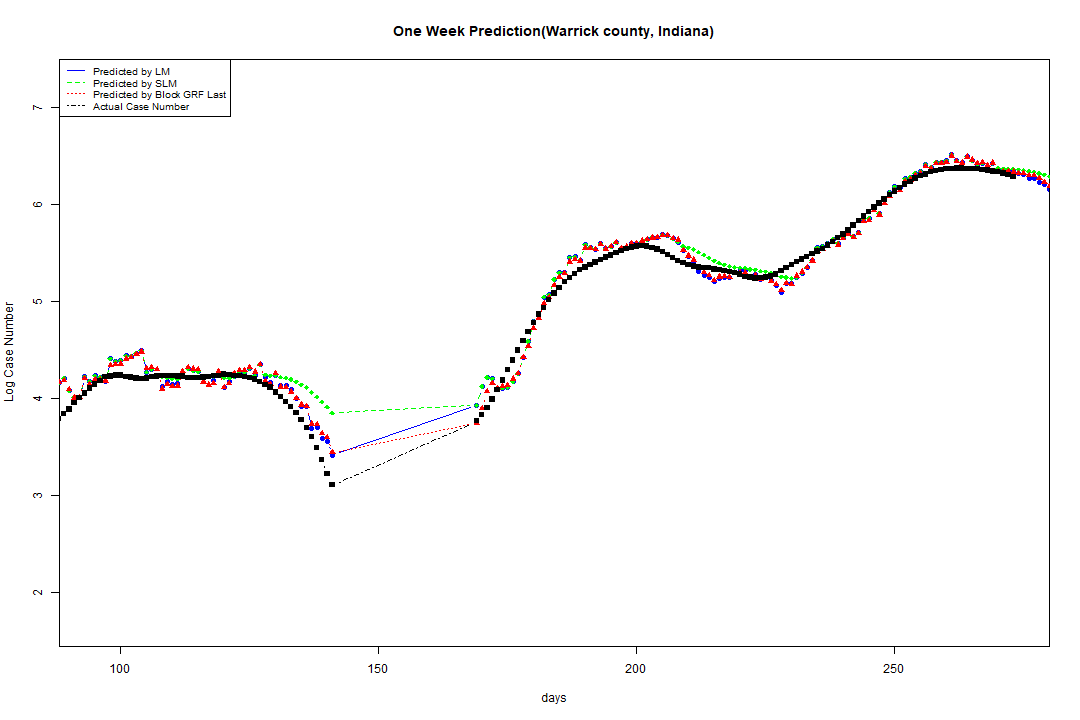 One Week Prediction(Warrick county, Indiana)
Predicted by LM
Predicted by SLM
Predicted by Block GRF Last
Actual Case Number
7
6
5
4
3
2
Log Case Number
100 150 200 250
days